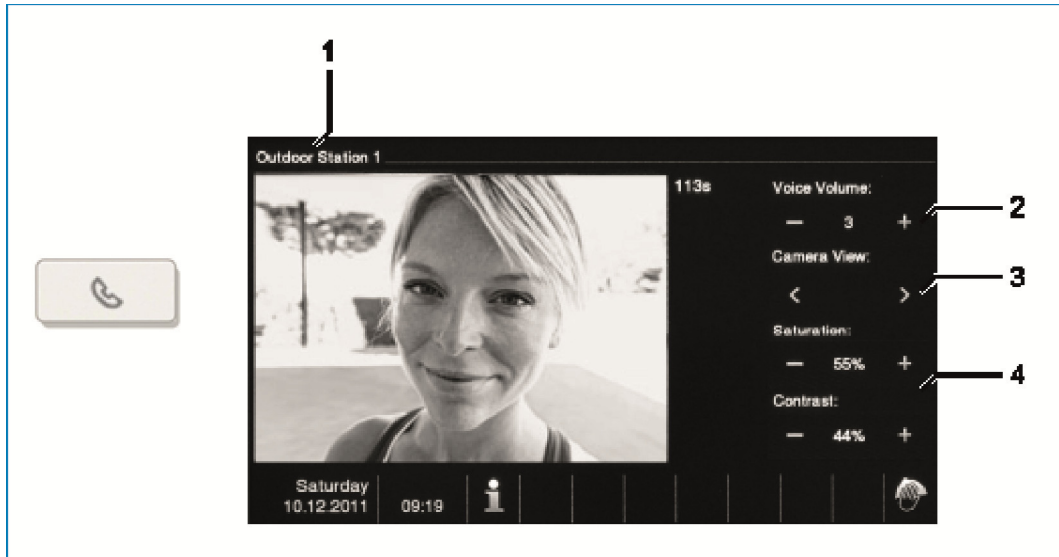 1
Outdoor Station 1
113s
Voice Volume:
— 3 +
2
Camera View:
< >
3
Saturation:
— 55% +
4
Contrast:
— 44% +
Saturday
10.12.2011
09:19
i